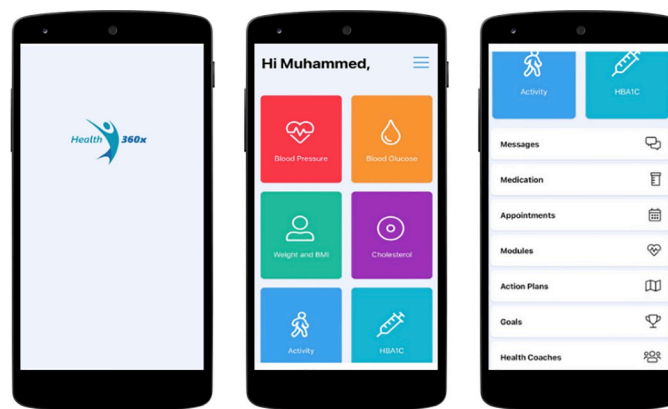 Health 360x
Hi Muhammed,
Blood Pressure
Blood Glucose
Weight and BMI
Cholesterol
Activity
HBA1C
Activity
HBA1C
Messages
Medication
Appointments
Modules
Action Plans
Goals
Health Coaches